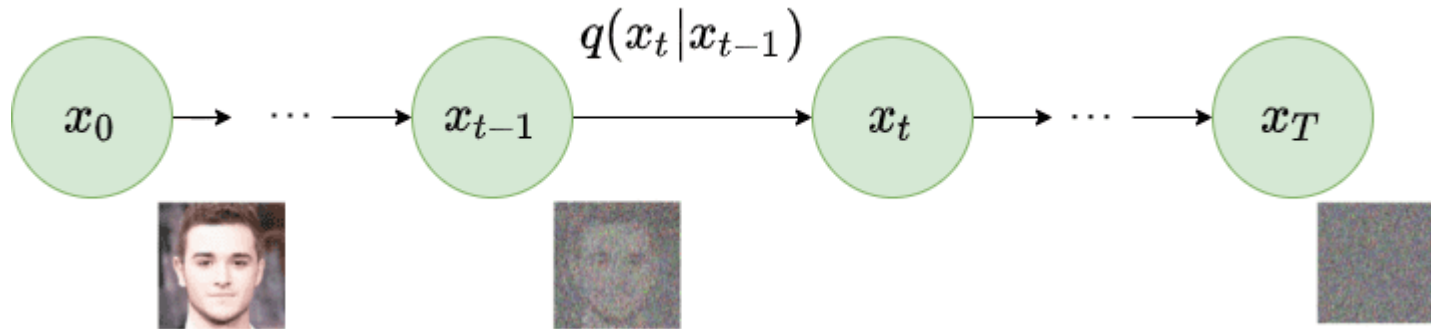 q(x_t|x_{t-1})
x_0 ⋯ x_{t-1} x_t ⋯ x_T